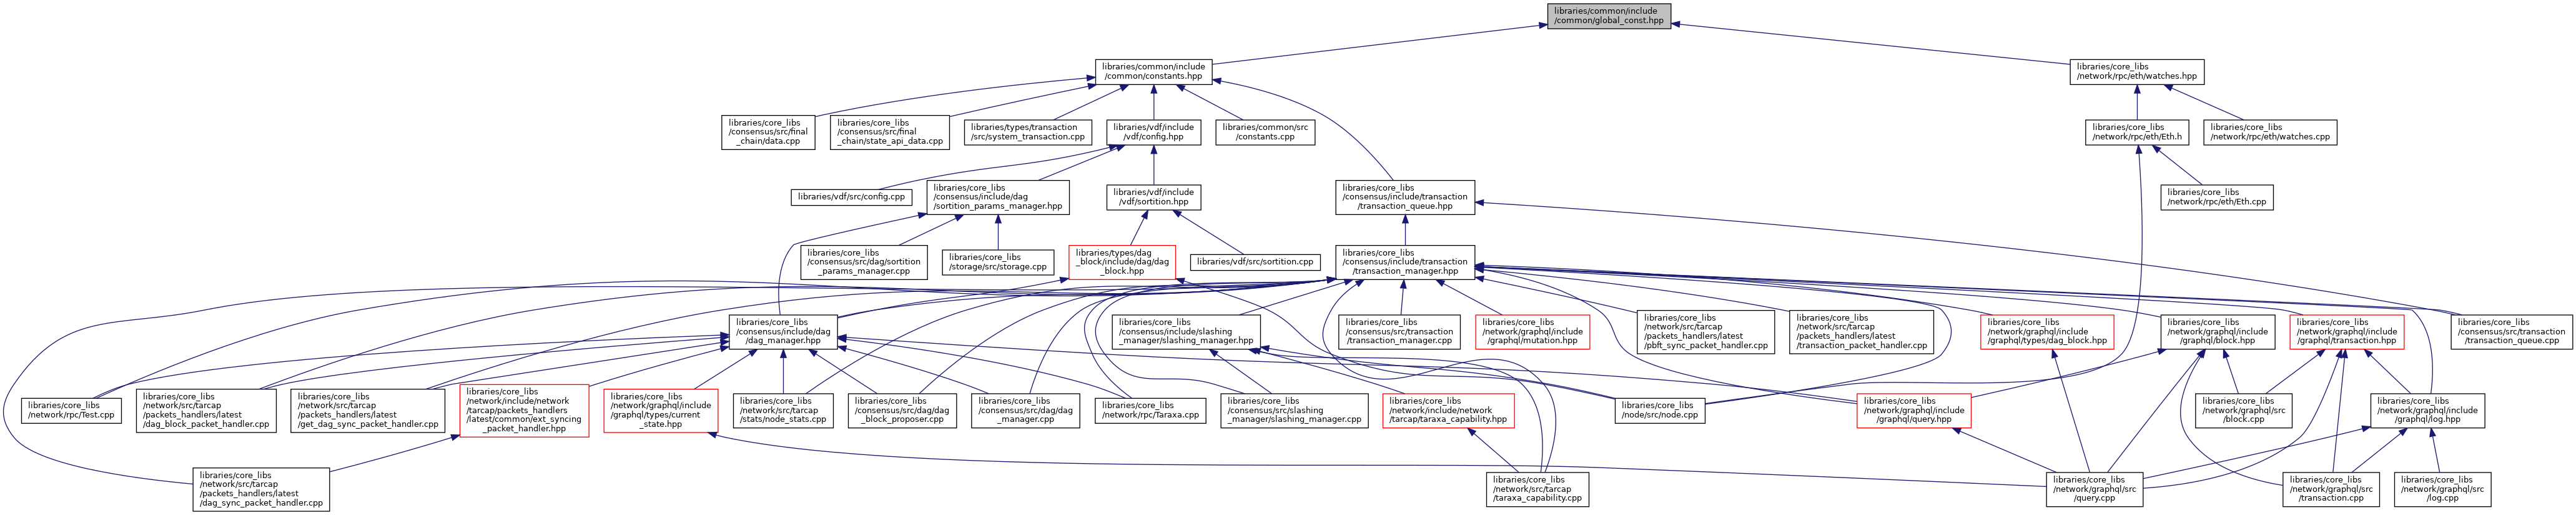 libraries/common/include
/common/global_const.hpp
libraries/common/include
/common/constants.hpp
libraries/core_libs
/network/rpc/eth/watches.hpp
libraries/core_libs
/consensus/src/final
_chain/data.cpp
libraries/core_libs
/consensus/src/final
_chain/state_api_data.cpp
libraries/types/transaction
/src/system_transaction.cpp
libraries/vdf/include
/vdf/config.hpp
libraries/common/src
/constants.cpp
libraries/core_libs
/network/rpc/eth/Eth.h
libraries/core_libs
/network/rpc/eth/watches.cpp
libraries/vdf/src/config.cpp
libraries/core_libs
/consensus/include/dag
/sortition_params_manager.hpp
libraries/vdf/include
/vdf/sortition.hpp
libraries/core_libs
/consensus/include/transaction
/transaction_queue.hpp
libraries/core_libs
/network/rpc/eth/Eth.cpp
libraries/core_libs
/consensus/src/dag/sortition
_params_manager.cpp
libraries/core_libs
/storage/src/storage.cpp
libraries/types/dag
_block/include/dag/dag
_block.hpp
libraries/vdf/src/sortition.cpp
libraries/core_libs
/consensus/include/transaction
/transaction_manager.hpp
libraries/core_libs
/consensus/include/dag
/dag_manager.hpp
libraries/core_libs
/consensus/include/slashing
_manager/slashing_manager.hpp
libraries/core_libs
/consensus/src/transaction
/transaction_manager.cpp
libraries/core_libs
/network/graphql/include
/graphql/mutation.hpp
libraries/core_libs
/network/src/tarcap
/packets_handlers/latest
/pbft_sync_packet_handler.cpp
libraries/core_libs
/network/src/tarcap
/packets_handlers/latest
/transaction_packet_handler.cpp
libraries/core_libs
/network/graphql/include
/graphql/types/dag_block.hpp
libraries/core_libs
/network/graphql/include
/graphql/block.hpp
libraries/core_libs
/network/graphql/include
/graphql/transaction.hpp
libraries/core_libs
/consensus/src/transaction
/transaction_queue.cpp
libraries/core_libs
/network/rpc/Test.cpp
libraries/core_libs
/network/src/tarcap
/packets_handlers/latest
/dag_block_packet_handler.cpp
libraries/core_libs
/network/src/tarcap
/packets_handlers/latest
/get_dag_sync_packet_handler.cpp
libraries/core_libs
/network/include/network
/tarcap/packets_handlers
/latest/common/ext_syncing
_packet_handler.hpp
libraries/core_libs
/network/graphql/include
/graphql/types/current
_state.hpp
libraries/core_libs
/network/src/tarcap
/stats/node_stats.cpp
libraries/core_libs
/consensus/src/dag/dag
_block_proposer.cpp
libraries/core_libs
/consensus/src/dag/dag
_manager.cpp
libraries/core_libs
/network/rpc/Taraxa.cpp
libraries/core_libs
/consensus/src/slashing
_manager/slashing_manager.cpp
libraries/core_libs
/network/include/network
/tarcap/taraxa_capability.hpp
libraries/core_libs
/node/src/node.cpp
libraries/core_libs
/network/graphql/include
/graphql/query.hpp
libraries/core_libs
/network/graphql/src
/block.cpp
libraries/core_libs
/network/graphql/include
/graphql/log.hpp
libraries/core_libs
/network/src/tarcap
/packets_handlers/latest
/dag_sync_packet_handler.cpp
libraries/core_libs
/network/src/tarcap
/taraxa_capability.cpp
libraries/core_libs
/network/graphql/src
/query.cpp
libraries/core_libs
/network/graphql/src
/transaction.cpp
libraries/core_libs
/network/graphql/src
/log.cpp